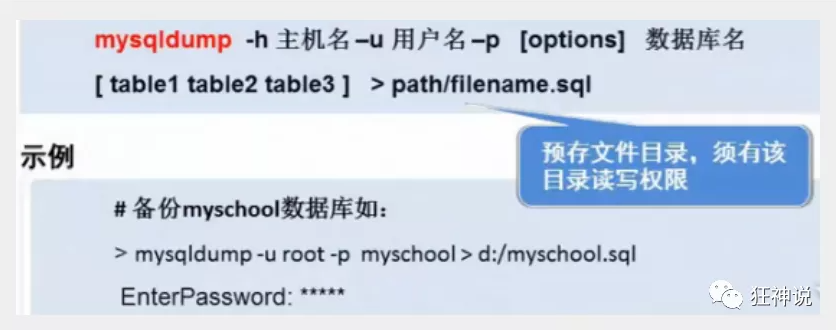 mysqldump -h 主机名 –u 用户名 –p [options] 数据库名
[ table1 table2 table3 ] > path/filename.sql
预存文件目录，须有该
目录读写权限
示例
# 备份myschool数据库如：
> mysqldump -u root -p myschool > d:/myschool.sql
EnterPassword: *****
狂神说